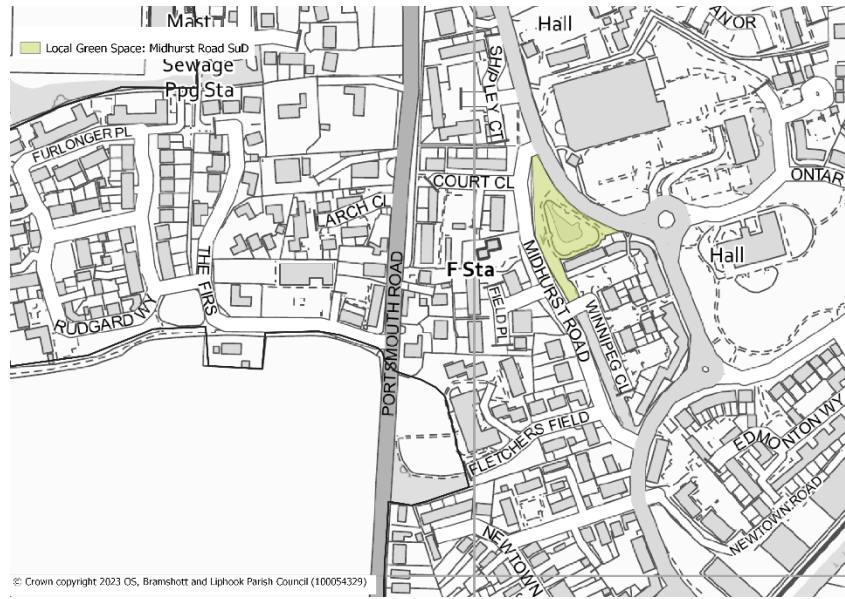 Mast
Hall
ANOR
Local Green Space: Midhurst Road SuD
SHIPLEY CT
Sewage
Ppg Sta
FURLONGER PL
COURT CL
ONTAR
LARCH CL
THE FIRS
Hall
F Sta
MIDHURST ROAD
RUDGARD WY
FIELD PL
WINNIPEG CL
PORTSMOUTH ROAD
FLETCHERS FIELD
EDMONTON WY
NEWTOWN ROAD
NEWTOWN
© Crown copyright 2023 OS, Bramshott and Liphook Parish Council (100054329)